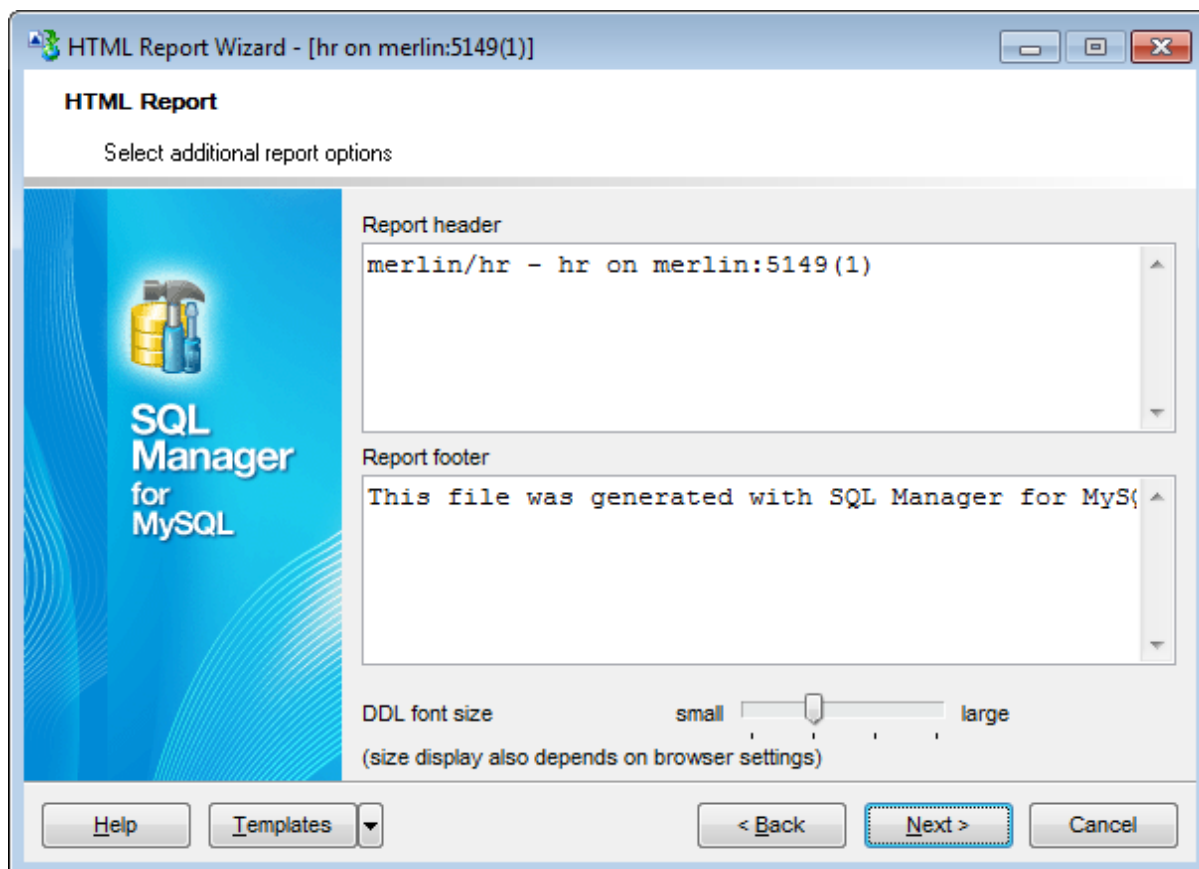 HTML Report Wizard - [hr on merlin:5149(1)]
HTML Report
Select additional report options
SQL
Manager
for
MySQL
Report header
merlin/hr - hr on merlin:5149(1)
Report footer
This file was generated with SQL Manager for
DDL font size small large
(size display also depends on browser settings)
Help Templates < Back Next > Cancel